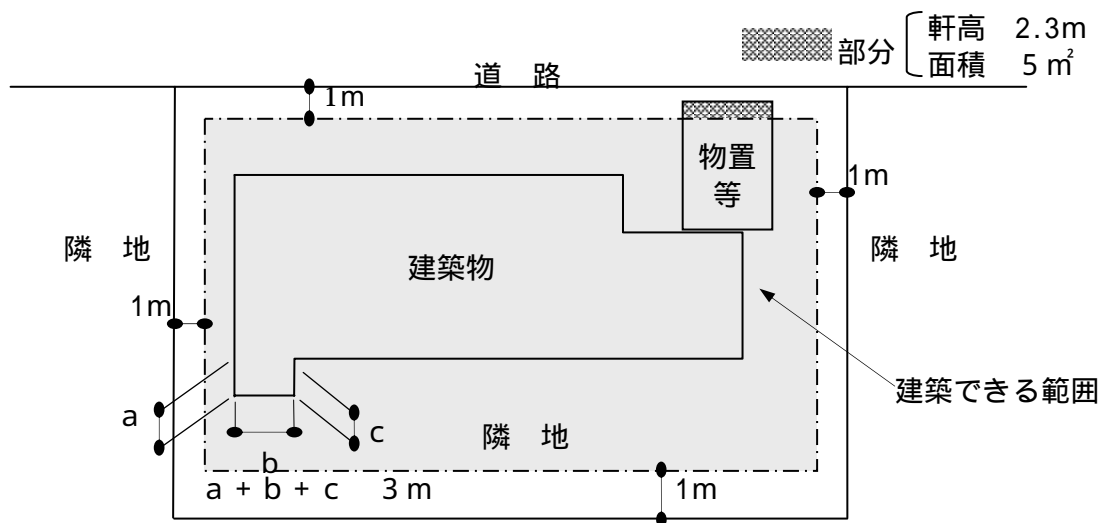 部分
軒高 2.3m
面積 5㎡
道 路
1m
物置
等
1m
隣 地
隣 地
建築物
1m
建築できる範囲
a
c
隣 地
b
a + b + c 3m
1m